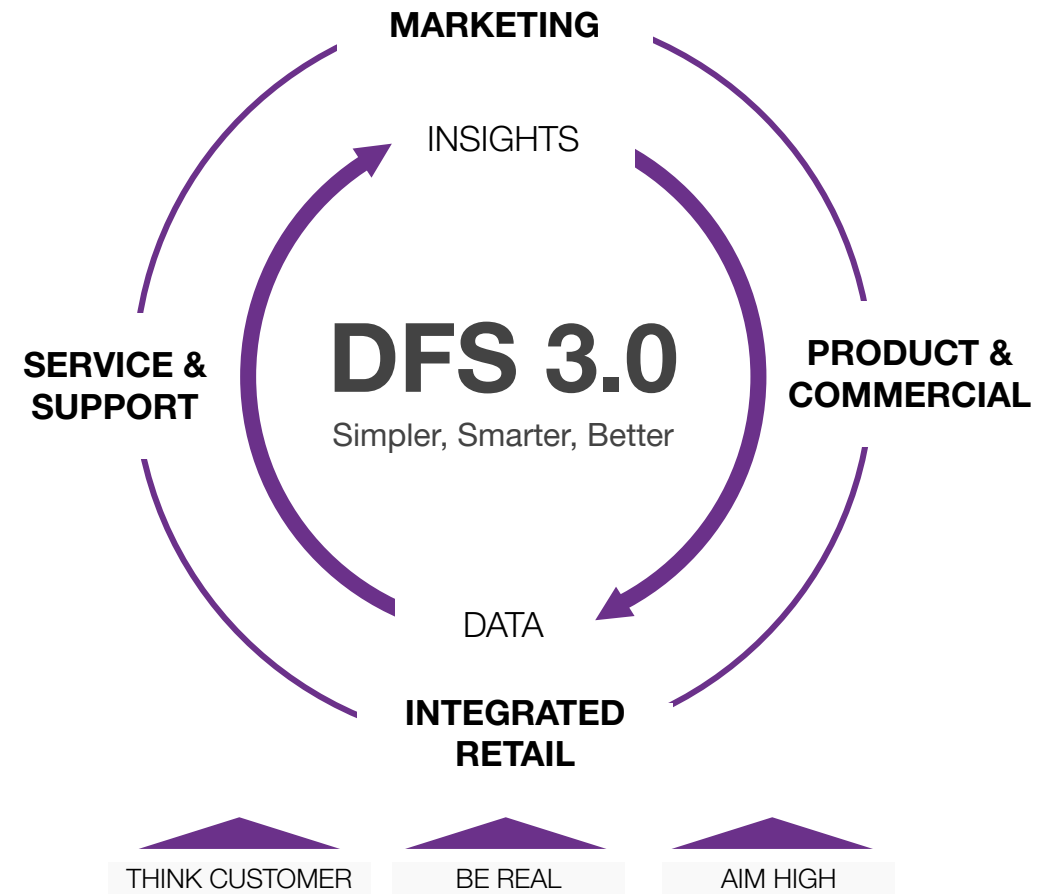 MARKETING
INSIGHTS
DFS 3.0
Simpler, Smarter, Better
SERVICE &
SUPPORT
PRODUCT &
COMMERCIAL
DATA
INTEGRATED
RETAIL
THINK CUSTOMER
BE REAL
AIM HIGH